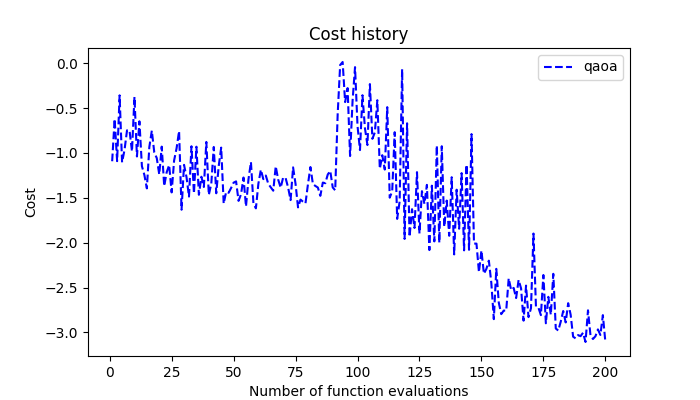 Cost history
qaoa
Cost
0.0
−0.5
−1.0
−1.5
−2.0
−2.5
−3.0
0 25 50 75 100 125 150 175 200
Number of function evaluations